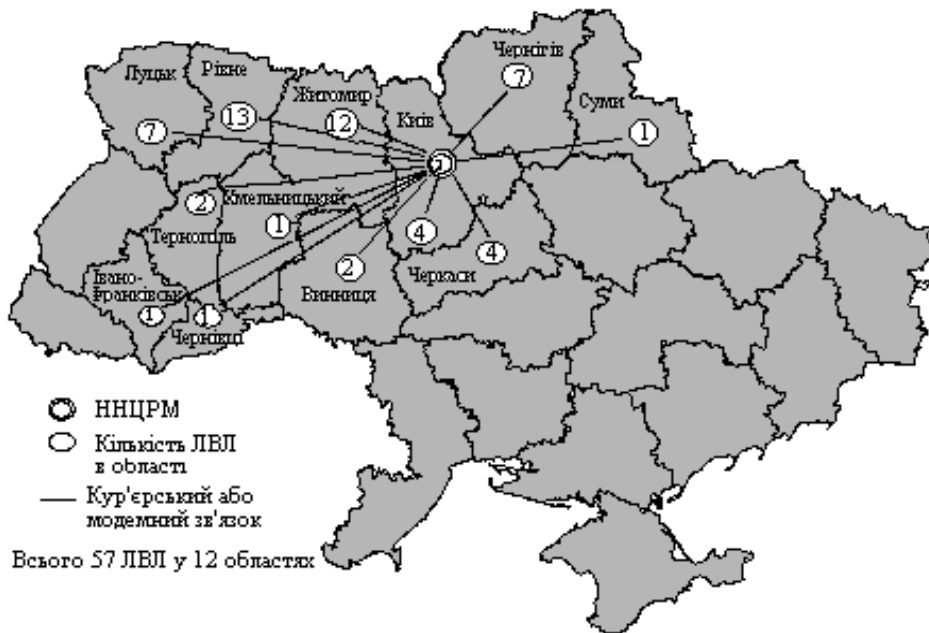 Чернігів
7
Луцьк
Рівне
Житомир
Київ
Суми
13
12
7
1
2
Хмельницький
1
Тернопіль
4
4
2
Черкаси
Івано-
Франківськ
Винниця
1
1
Чернівці
ННЦРМ
Кількість ЛВЛ
в області
Кур'єрський або
модемний зв'язок
Всього 57 ЛВЛ у 12 областях